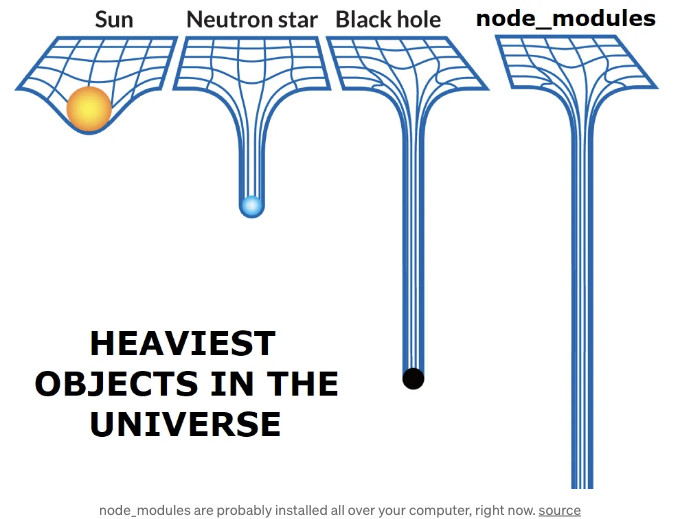 Sun Neutron star Black hole node_modules
HEAVIEST
OBJECTS IN THE
UNIVERSE
node_modules are probably installed all over your computer, right now. source